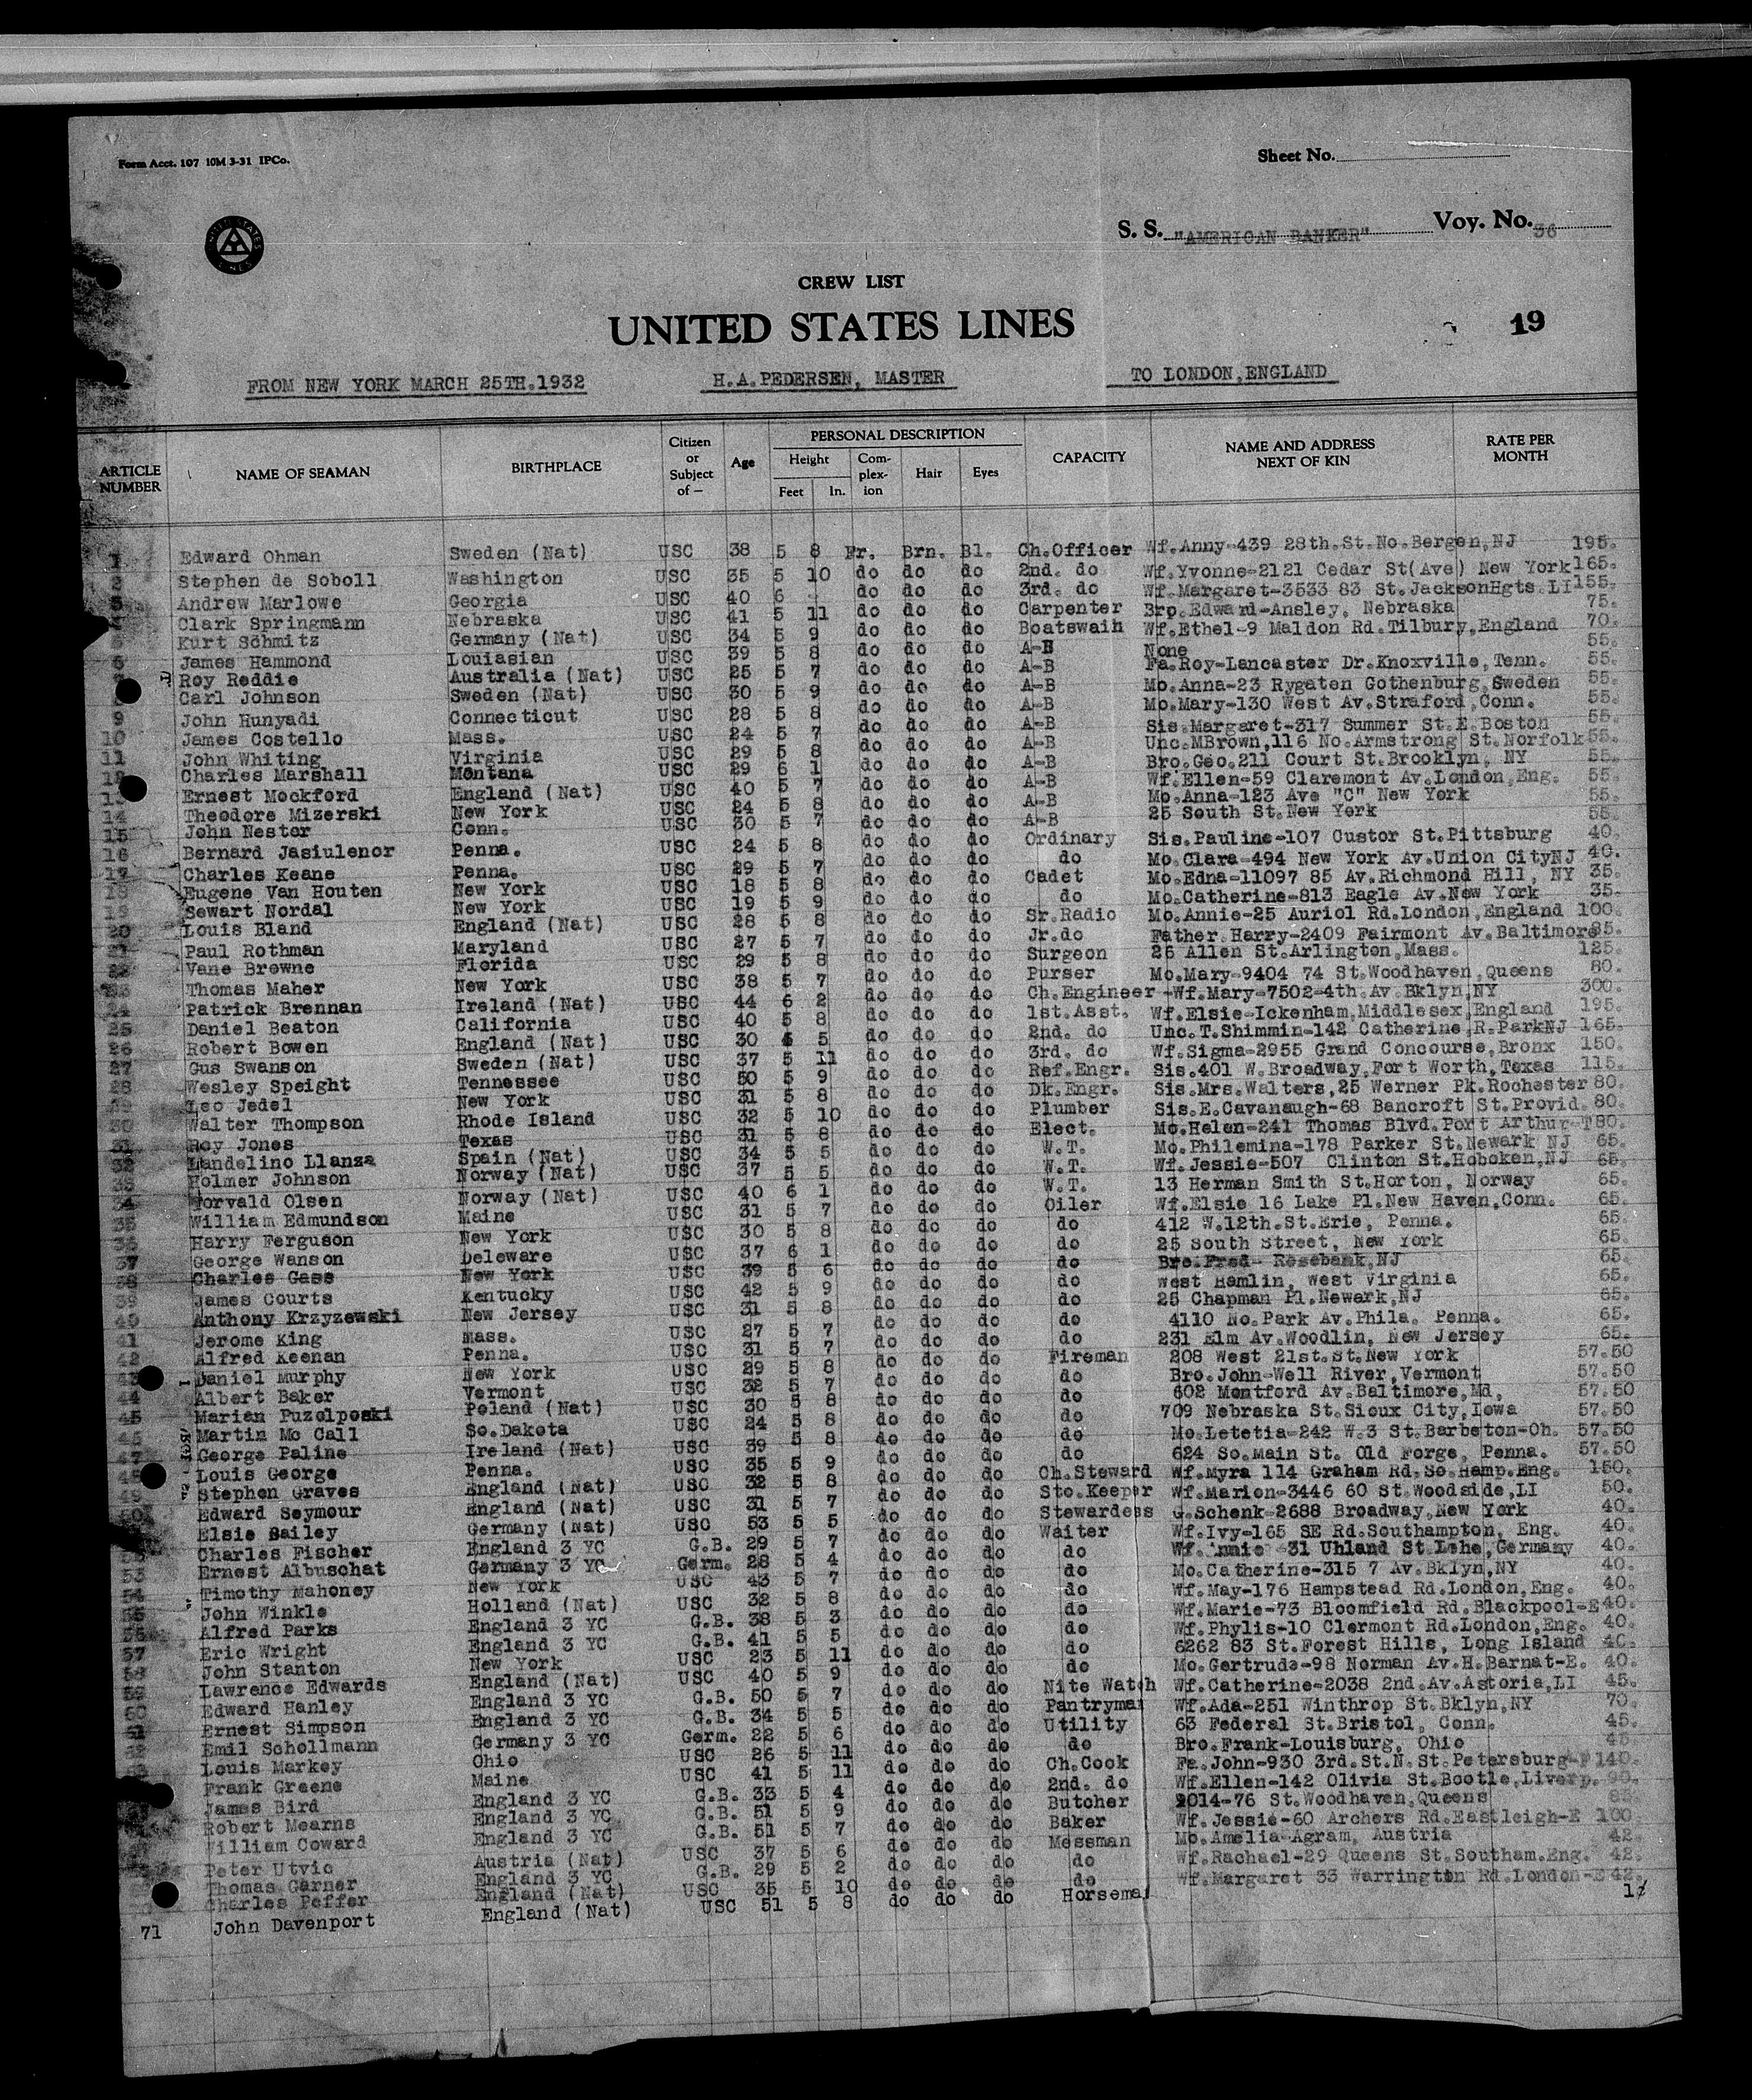 Form Acct. 107 10M 3-31 IPCo.
Sheet No.
UNITED STATES LINES
S. S. "AMERICAN BANKER" Voy. No. 36
CREW LIST
UNITED STATES LINES 19
FROM NEW YORK MARCH 25TH.1932 H.A.PEDERSEN, MASTER TO LONDON,ENGLAND
ARTICLE NUMBER NAME OF SEAMAN BIRTHPLACE Citizen or Subject of — Age PERSONAL DESCRIPTION Height Feet In. Complexion Hair Eyes CAPACITY NAME AND ADDRESS NEXT OF KIN RATE PER MONTH
1 Edward Ohman Sweden (Nat) USC 38 5 8 Fr. Brn. Bl. Ch.Officer Wf.Anny-439 28th.St.No.Bergen,NJ 195.
2 Stephen de Soboll Washington USC 35 5 10 do do do 2nd. do Wf.Yvonne-2121 Cedar St(Ave) New York 165.
3 Andrew Marlowe Georgia USC 40 6 - do do do 3rd. do Wf.Margaret-3533 83 St.JacksonHgts.LI 155.
Clark Springmann Nebraska USC 41 5 11 do do do Carpenter Bro.Edward-Ansley, Nebraska 75.
5 Kurt Schmitz Germany (Nat) USC 34 5 9 do do do Boatswain Wf.Ethel-9 Maldon Rd.Tilbury,England 70.
6 James Hammond Louiasian USC 39 5 8 do do do A-B None 55.
Roy Reddie Australia (Nat) USC 25 5 7 do do do A-B Fa.Roy-Lancaster Dr.Knoxville,Tenn. 55.
Carl Johnson Sweden (Nat) USC 30 5 9 do do do A-B Mo.Anna-23 Rygaten Gothenburg,Sweden 55.
9 John Hunyadi Connecticut USC 28 5 8 do do do A-B Mo.Mary-130 West Av.Straford,Conn. 55.
10 James Costello Mass. USC 24 5 7 do do do A-B Sis.Margaret-317 Summer St.E.Boston 55.
11 John Whiting Virginia USC 29 5 8 do do do A-B Unc.MBrown,116 No.Armstrong St.Norfolk 55.
12 Charles Marshall Montana USC 29 6 1 do do do A-B Bro.Geo.211 Court St.Brooklyn, NY 55.
13 Ernest Mockford England (Nat) USC 40 5 7 do do do A-B Wf.Ellen-59 Claremont Av.London,Eng. 55.
14 Theodore Mizerski New York USC 24 5 8 do do do A-B Mo.Anna-123 Ave "C" New York 55.
15 John Nester Conn. USC 30 5 7 do do do A-B 25 South St.New York 55.
16 Bernard Jasiulenor Penna. USC 24 5 8 do do do Ordinary Sis.Pauline-107 Custor St.Pittsburg 40.
17 Charles Keane Penna. USC 29 5 7 do do do do Mo.Clara-494 New York Av.Union CityNJ 40.
18 Eugene Van Houten New York USC 18 5 8 do do do Cadet Mo.Edna-11097 85 Av.Richmond Hill, NY 35.
19 Sewart Nordal New York USC 19 5 9 do do do do Mo.Catherine-813 Eagle Av.New York 35.
20 Louis Bland England (Nat) USC 28 5 8 do do do Sr.Radio Mo.Annie-25 Auriol Rd.London,England 100.
21 Paul Rothman Maryland USC 27 5 7 do do do Jr.do Father Harry-2409 Fairmont Av.Baltimore 85.
22 Vane Browne Florida USC 29 5 8 do do do Surgeon 26 Allen St.Arlington,Mass. 125.
23 Thomas Maher New York USC 38 5 7 do do do Purser Mo.Mary-9404 74 St.Woodhaven,Queens 80.
24 Patrick Brennan Ireland (Nat) USC 44 6 2 do do do Ch.Engineer -Wf.Mary-7502-4th.Av.Bklyn,NY 300.
25 Daniel Beaton California USC 40 5 8 do do do 1st.Asst. Wf.Elsie-Ickenham,Middlesex,England 195.
26 Robert Bowen England (Nat) USC 30 6 5 do do do 2nd. do Unc.T.Shimmin-142 Catherine,R.ParkNJ 165.
27 Gus Swanson Sweden (Nat) USC 37 5 11 do do do 3rd. do Wf.Sigma-2955 Grand Concourse,Bronx 150.
28 Wesley Speight Tennessee USC 50 5 9 do do do Ref.Engr. Sis.401 W.Broadway,Fort Worth,Texas 115.
29 Leo Jedel New York USC 31 5 8 do do do Dk.Engr. Sis.Mrs.Walters,25 Werner Pk.Rochester 80.
30 Walter Thompson Rhode Island USC 32 5 10 do do do Plumber Sis.E.Cavanaugh-68 Bancroft St.Provid. 80.
31 Roy Jones Texas USC 31 5 8 do do do Elect. Mo.Helen-241 Thomas Blvd.Port Arthur-T 80.
32 Landelino Llanza Spain (Nat) USC 34 5 5 do do do W.T. Mo.Philemina-178 Parker St.Newark NJ 65.
33 Holmer Johnson Norway (Nat) USC 37 5 5 do do do W.T. Wf.Jessie-507 Clinton St.Hoboken,NJ 65.
34 Torvald Olsen Norway (Nat) USC 40 6 1 do do do W.T. 13 Herman Smith St.Horton, Norway 65.
35 William Edmundson Maine USC 31 5 7 do do do Oiler Wf.Elsie 16 Lake Pl.New Haven,Conn. 65.
36 Harry Ferguson New York USC 30 5 8 do do do do 412 W.12th.St.Erie, Penna. 65.
37 George Wanson Deleware USC 37 6 1 do do do do 25 South Street, New York 65.
38 Charles Gass New York USC 39 5 6 do do do do Bro.Fred- Rosebank,NJ 65.
39 James Courts Kentucky USC 42 5 9 do do do do West Hamlin, West Virginia 65.
40 Anthony Krzyzewski New Jersey USC 31 5 8 do do do do 25 Chapman Pl.Newark,NJ 65.
41 Jerome King Mass. USC 27 5 7 do do do do 4110 No.Park Av.Phila. Penna. 65.
42 Alfred Keenan Penna. USC 31 5 7 do do do do 231 Elm Av.Woodlin, New Jersey 65.
43 Daniel Murphy New York USC 29 5 8 do do do Fireman 208 West 21st.St.New York 57.50
44 Albert Baker Vermont USC 32 5 7 do do do do Bro.John-Well River,Vermont 57.50
45 Marian Puzolposki Poland (Nat) USC 30 5 8 do do do do 602 Montford Av.Baltimore,Md, 57.50
46 Martin Mc Call So.Dakota USC 24 5 8 do do do do 709 Nebraska St.Sioux City,Iowa 57.50
47 George Paline Ireland (Nat) USC 39 5 8 do do do do Mo.Letetia-242 W.3 St.Barbeton-Oh. 57.50
48 Louis George Penna. USC 35 5 9 do do do do 624 So.Main St. Old Forge, Penna. 57.50
49 Stephen Graves England (Nat) USC 32 5 8 do do do Ch.Steward Wf.Myra 114 Graham Rd.So.Hamp.Eng. 150.
50 Edward Seymour England (Nat) USC 31 5 7 do do do Sto.Keeper Wf.Marion-3446 60 St.Woodside,LI 50.
Elsie Bailey Germany (Nat) USC 53 5 5 do do do Stewardess G.Schenk-2688 Broadway,New York 40.
Charles Fischer England 3 YC G.B. 29 5 7 do do do Waiter Wf.Ivy-165 SE Rd.Southampton, Eng. 40.
53 Ernest Albuschat Germany 3 YC Germ. 28 5 4 do do do do Wf. 31 Uhland St.Lehe,Germany 40.
54 Timothy Mahoney New York USC 43 5 7 do do do do Mo.Catherine-315 7 Av.Bklyn,NY 40.
55 John Winkle Holland (Nat) USC 32 5 8 do do do do Wf.May-176 Hampstead Rd.London,Eng. 40.
56 Alfred Parks England 3 YC G.B. 38 5 3 do do do do Wf.Marie-73 Bloomfield Rd.Blackpool-E 40.
57 Eric Wright England 3 YC G.B. 41 5 5 do do do do Wf.Phylis-10 Clermont Rd.London,Eng. 40.
58 John Stanton New York USC 23 5 11 do do do do 6262 83 St.Forest Hills, Long Island 40.
59 Lawrence Edwards England (Nat) USC 40 5 9 do do do do Mo.Gertrude-98 Norman Av.H.Barnat-E. 40.
60 Edward Hanley England 3 YC G.B. 50 5 7 do do do Nite Watch Wf.Catherine-2038 2nd.Av.Astoria,LI 45.
61 Ernest Simpson England 3 YC G.B. 34 5 5 do do do Pantryman Wf.Ada-251 Winthrop St.Bklyn,NY 70.
Emil Schollmann Germany 3 YC Germ. 22 5 6 do do do Utility 63 Federal St.Bristol, Conn. 45.
Louis Markey Ohio USC 26 5 11 do do do do Bro.Frank-Louisburg, Ohio 45.
Frank Greene Maine USC 41 5 11 do do do Ch.Cook Fa.John-930 3rd.St.N.St.Petersburg-F 140.
James Bird England 3 YC G.B. 33 5 4 do do do 2nd. do Wf.Ellen-142 Olivia St.Bootle,Liverp. 90.
Robert Mearns England 3 YC G.B. 51 5 9 do do do Butcher 2014-76 St.Woodhaven,Queens
William Coward England 3 YC G.B. 51 5 7 do do do Baker Wf.Jessie-60 Archers Rd.Eastleigh-E 100
Peter Utvic Austria (Nat) USC 37 5 6 do do do Messman Mo.Amelia-Agram, Austria 42.
Thomas Garner England 3 YC G.B. 29 5 2 do do do do Wf.Rachael-29 Queens St.Southam.Eng. 42.
Charles Peffer England (Nat) USC 35 5 10 do do do do Wf.Margaret 33 Warrington Rd.London-E 42.
71 John Davenport England (Nat) USC 51 5 8 do do do Horseman 1¢